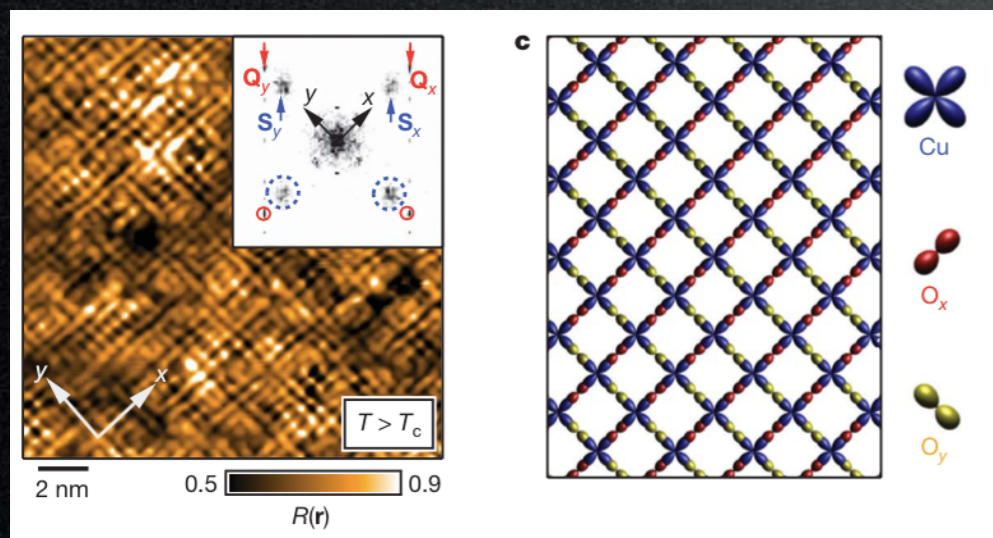 Q_y
Q_x
y
x
S_y
S_x
y
x
T > T_c
2 nm
0.5
0.9
R(r)
c
Cu
O_x
O_y